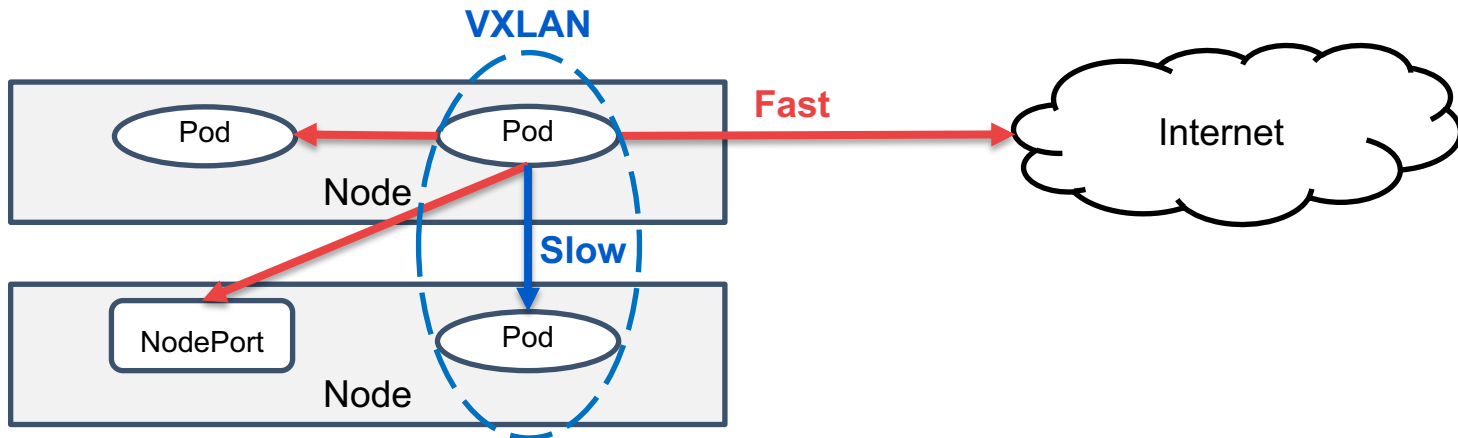 VXLAN
Pod
Pod
Fast
Internet
Node
Slow
NodePort
Pod
Node